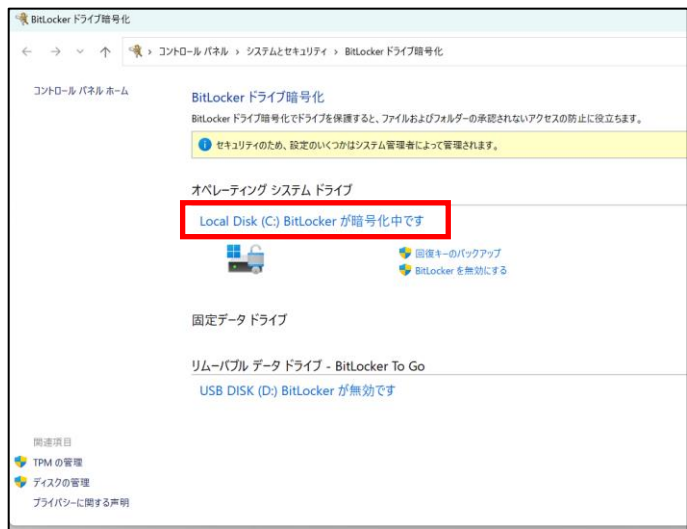 BitLocker ドライブ暗号化
コントロール パネル › システムとセキュリティ › BitLocker ドライブ暗号化
コントロール パネル ホーム
BitLocker ドライブ暗号化
BitLocker ドライブ暗号化でドライブを保護すると、ファイルおよびフォルダーの承認されないアクセスの防止に役立ちます。
セキュリティのため、設定のいくつかはシステム管理者によって管理されます。
オペレーティング システム ドライブ
Local Disk (C:) BitLocker が暗号化中です
回復キーのバックアップ
BitLocker を無効にする
固定データ ドライブ
リムーバブル データ ドライブ - BitLocker To Go
USB DISK (D:) BitLocker が無効です
関連項目
TPM の管理
ディスクの管理
プライバシーに関する声明